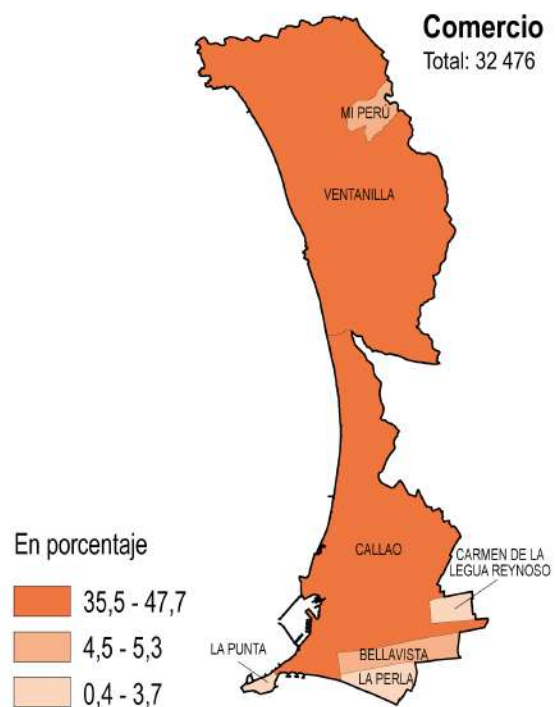 Comercio
Total: 32 476
MI PERÚ
VENTANILLA
CALLAO
CARMEN DE LA
LEGUA REYNOSO
LA PUNTA
BELLAVISTA
LA PERLA
En porcentaje
35,5 - 47,7
4,5 - 5,3
0,4 - 3,7